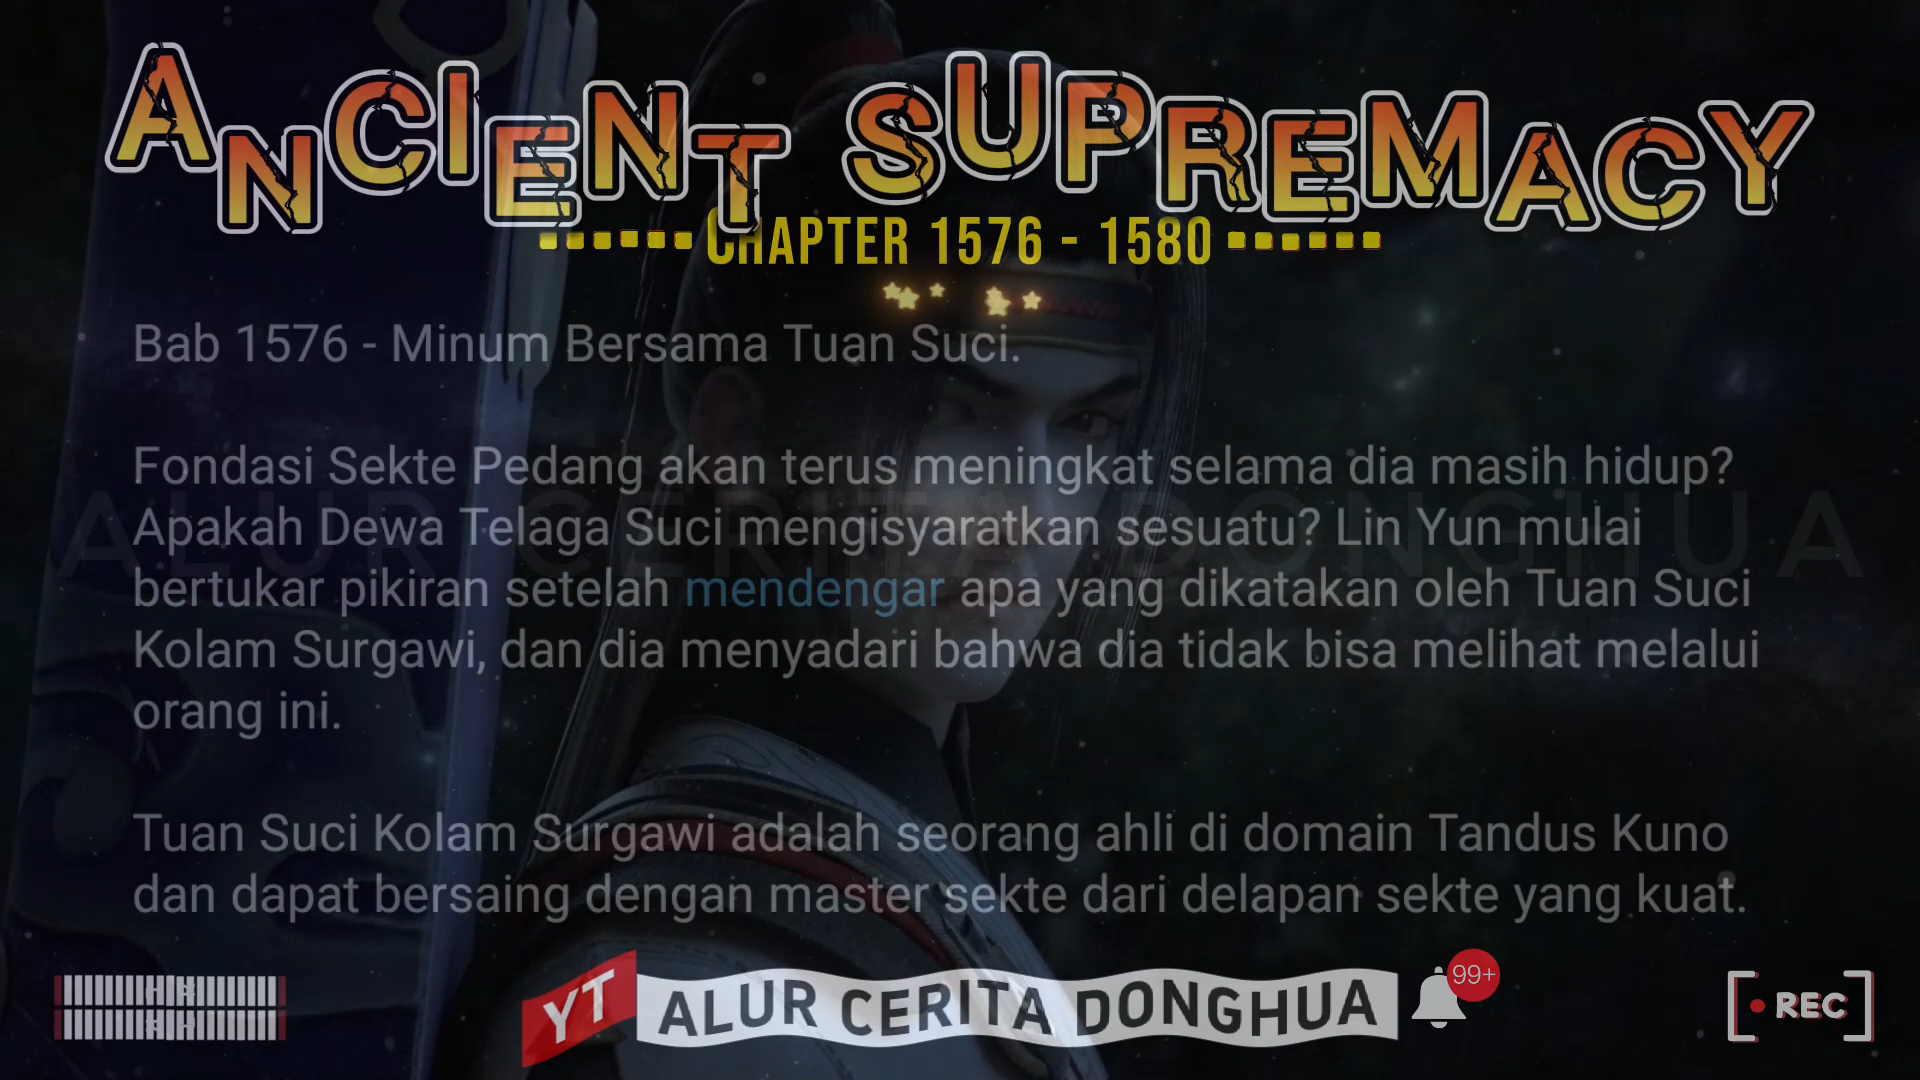 ANCIENT SUPREMACY
CHAPTER 1576 - 1580
Bab 1576 - Minum Bersama Tuan Suci.
Fondasi Sekte Pedang akan terus meningkat selama dia masih hidup?
Apakah Dewa Telaga Suci mengisyaratkan sesuatu? Lin Yun mulai
ALUR CERITA DONGHUA
bertukar pikiran setelah mendengar apa yang dikatakan oleh Tuan Suci
Kolam Surgawi, dan dia menyadari bahwa dia tidak bisa melihat melalui
orang ini.
Tuan Suci Kolam Surgawi adalah seorang ahli di domain Tandus Kuno
dan dapat bersaing dengan master sekte dari delapan sekte yang kuat.
YT ALUR CERITA DONGHUA 99+
REC